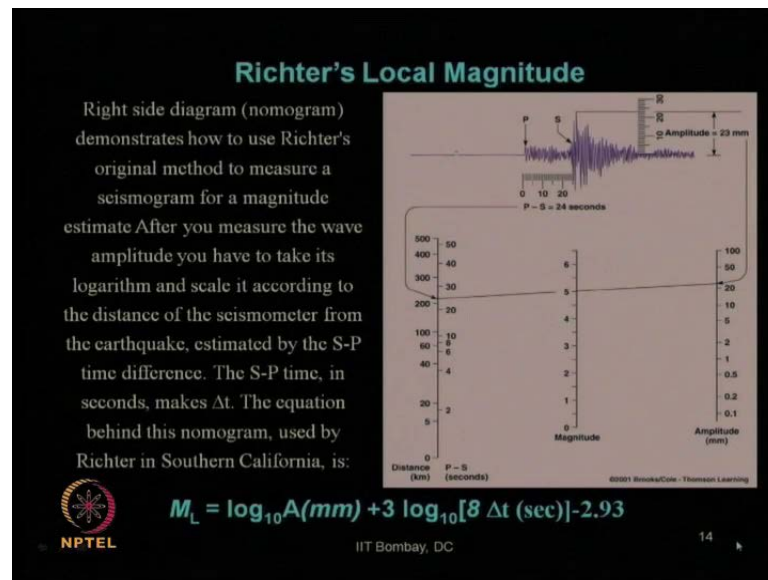 Richter's Local Magnitude
Right side diagram (nomogram)
demonstrates how to use Richter's
original method to measure a
seismogram for a magnitude
estimate After you measure the wave
amplitude you have to take its
logarithm and scale it according to
the distance of the seismometer from
the earthquake, estimated by the S-P
time difference. The S-P time, in
seconds, makes Δt. The equation
behind this nomogram, used by
Richter in Southern California, is:
P
S
30
20
10
0
Amplitude = 23 mm
0 10 20
P – S = 24 seconds
500
400
300
200
100
60
40
20
5
0
50
40
30
20
10
8
6
4
2
Distance
(km)
P – S
(seconds)
6
5
4
3
2
1
0
Magnitude
100
50
20
10
5
2
1
0.5
0.2
0.1
Amplitude
(mm)
©2001 Brooks/Cole - Thomson Learning
M_L = log₁₀A(mm) +3 log₁₀[8 Δt (sec)]-2.93
NPTEL
IIT Bombay, DC
14